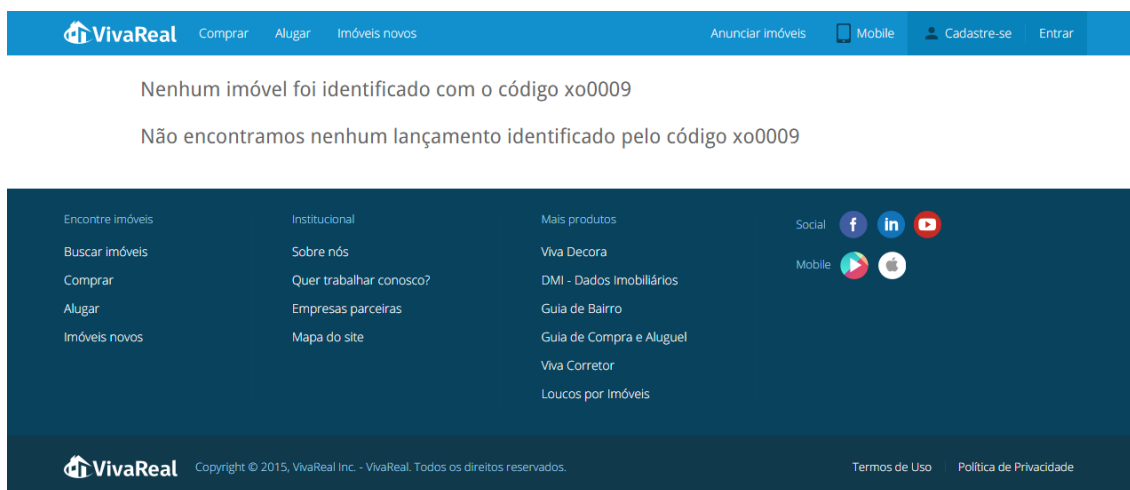 VivaReal Comprar Alugar Imóveis novos Anunciar imóveis Mobile Cadastre-se Entrar
Nenhum imóvel foi identificado com o código xo0009
Não encontramos nenhum lançamento identificado pelo código xo0009
Encontre imóveis
Buscar imóveis
Comprar
Alugar
Imóveis novos
Institucional
Sobre nós
Quer trabalhar conosco?
Empresas parceiras
Mapa do site
Mais produtos
Viva Decora
DMI - Dados Imobiliários
Guia de Bairro
Guia de Compra e Aluguel
Viva Corretor
Loucos por Imóveis
Social f in
Mobile
VivaReal Copyright © 2015, VivaReal Inc. - VivaReal. Todos os direitos reservados. Termos de Uso Política de Privacidade